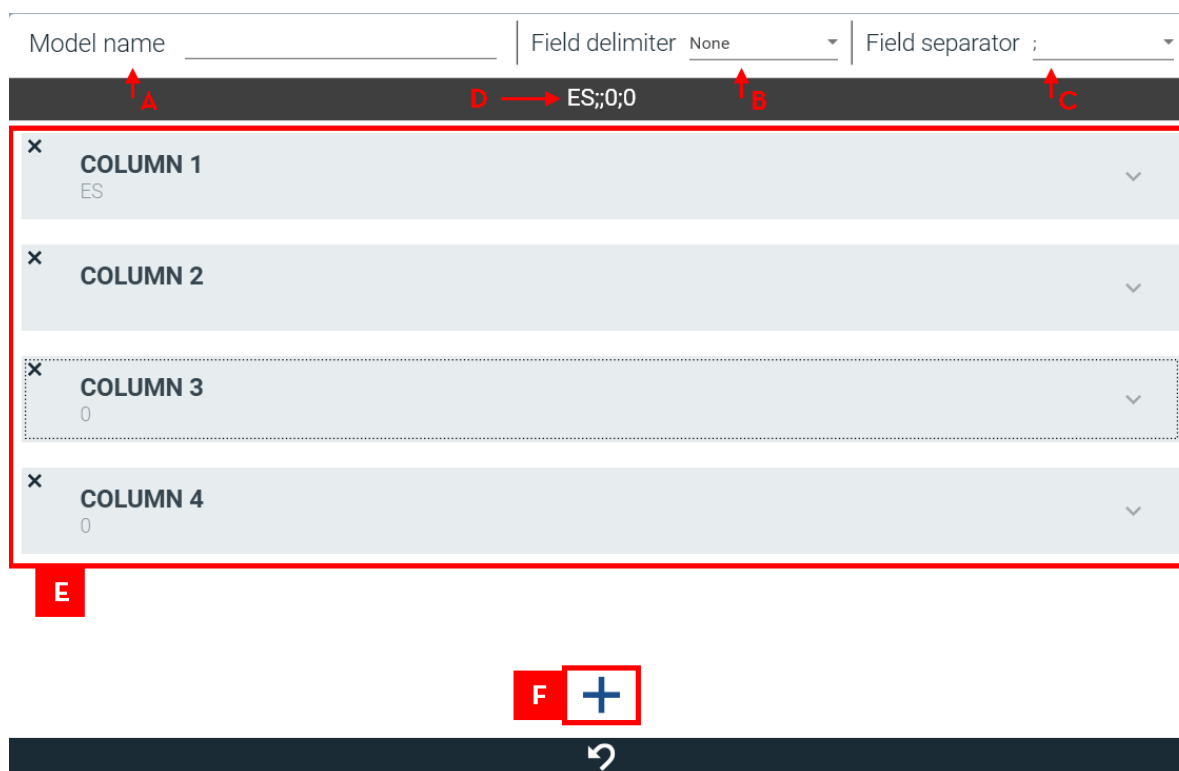 Model name Field delimiter None Field separator ;
A D ES;;0;0 B C
COLUMN 1
ES
COLUMN 2
COLUMN 3
0
COLUMN 4
0
E
F